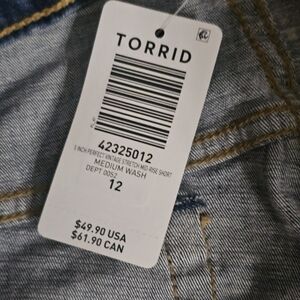 TORRID
42325012
5 INCH PERFECT VINTAGE STRETCH MID RISE SHORT
MEDIUM WASH
DEPT. 0052
12
$49.90 USA
$61.90 CAN